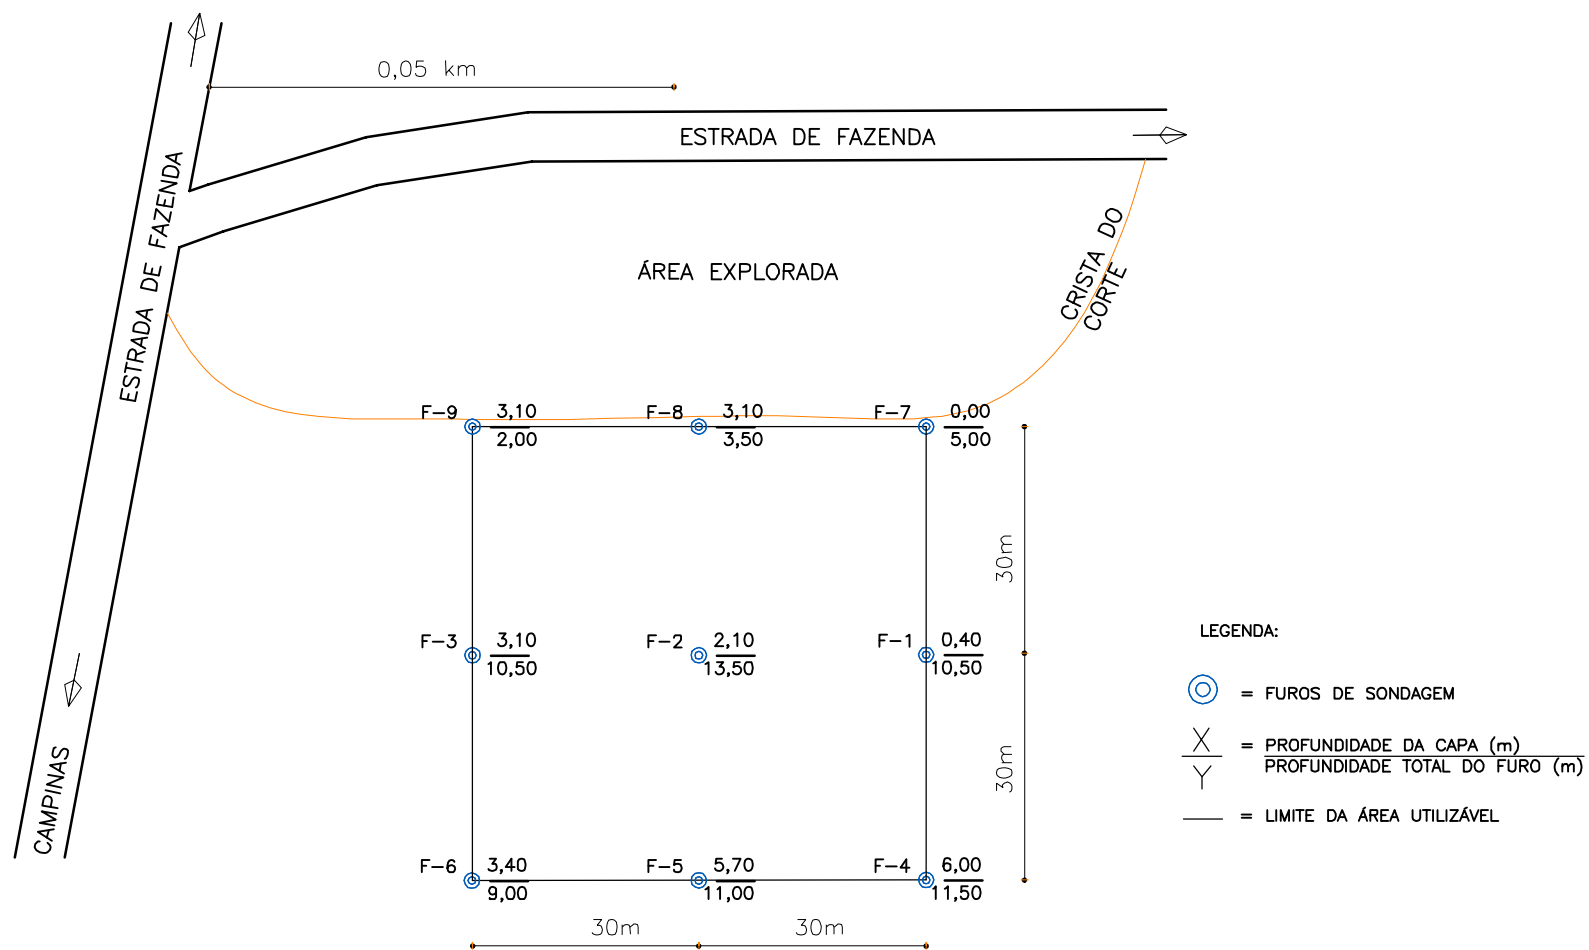 0,05 km
ESTRADA DE FAZENDA
ESTRADA DE FAZENDA
ÁREA EXPLORADA
CRISTA DO
CORTE
F-9 3,10
2,00
F-8 3,10
3,50
F-7 0,00
5,00
30m
F-3 3,10
10,50
F-2 2,10
13,50
F-1 0,40
10,50
30m
F-6 3,40
9,00
F-5 5,70
11,00
F-4 6,00
11,50
30m
30m
CAMPINAS
LEGENDA:
= FUROS DE SONDAGEM
X = PROFUNDIDADE DA CAPA (m)
Y PROFUNDIDADE TOTAL DO FURO (m)
= LIMITE DA ÁREA UTILIZÁVEL